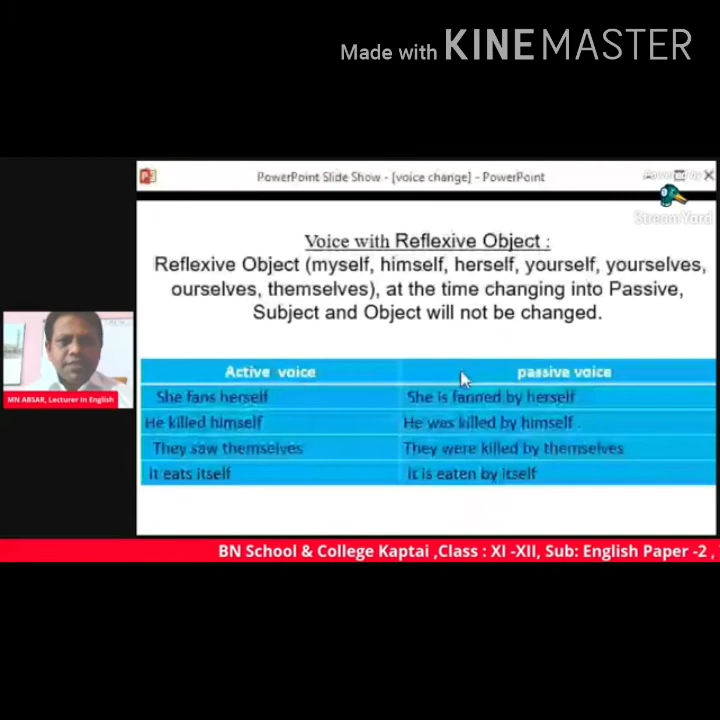 Made with KINEMASTER
PowerPoint Slide Show - [voice change] - PowerPoint
Powered by
StreamYard
Voice with Reflexive Object :
Reflexive Object (myself, himself, herself, yourself, yourselves,
ourselves, themselves), at the time changing into Passive,
Subject and Object will not be changed.
Active voice passive voice
She fans herself She is fanned by herself
He killed himself He was killed by himself .
They saw themselves They were killed by themselves
It eats itself It is eaten by itself
MN ABSAR, Lecturer In English
BN School & College Kaptai ,Class : XI -XII, Sub: English Paper -2 ,